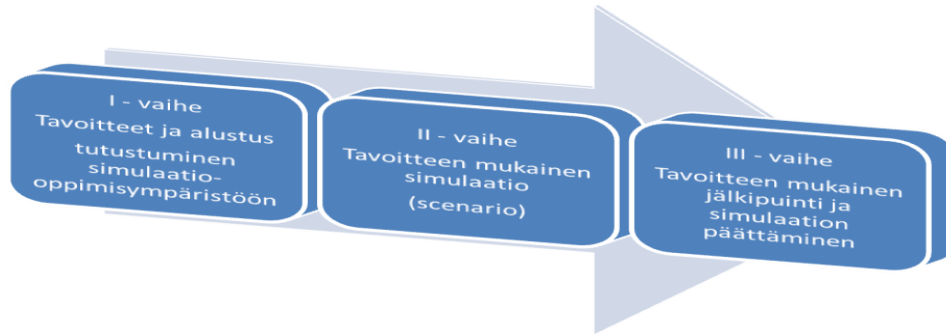 I - vaihe
Tavoitteet ja alustus
tutustuminen
simulaatio-
oppimisympäristöön
II - vaihe
Tavoitteen mukainen
simulaatio
(scenario)
III - vaihe
Tavoitteen mukainen
jälkipuinti ja
simulaation
päättäminen